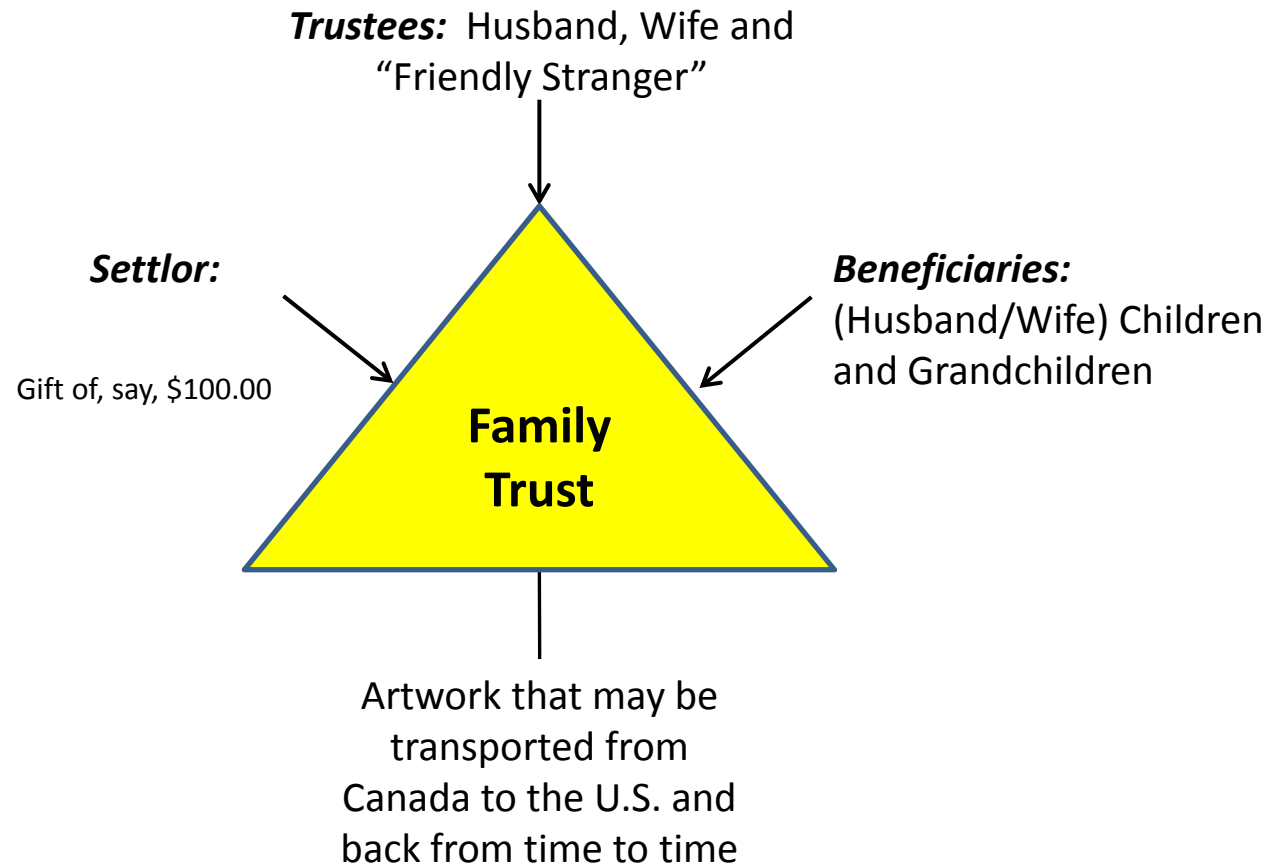 Trustees: Husband, Wife and
“Friendly Stranger”
Settlor:
Gift of, say, $100.00
Beneficiaries:
(Husband/Wife) Children
and Grandchildren
Family
Trust
Artwork that may be
transported from
Canada to the U.S. and
back from time to time